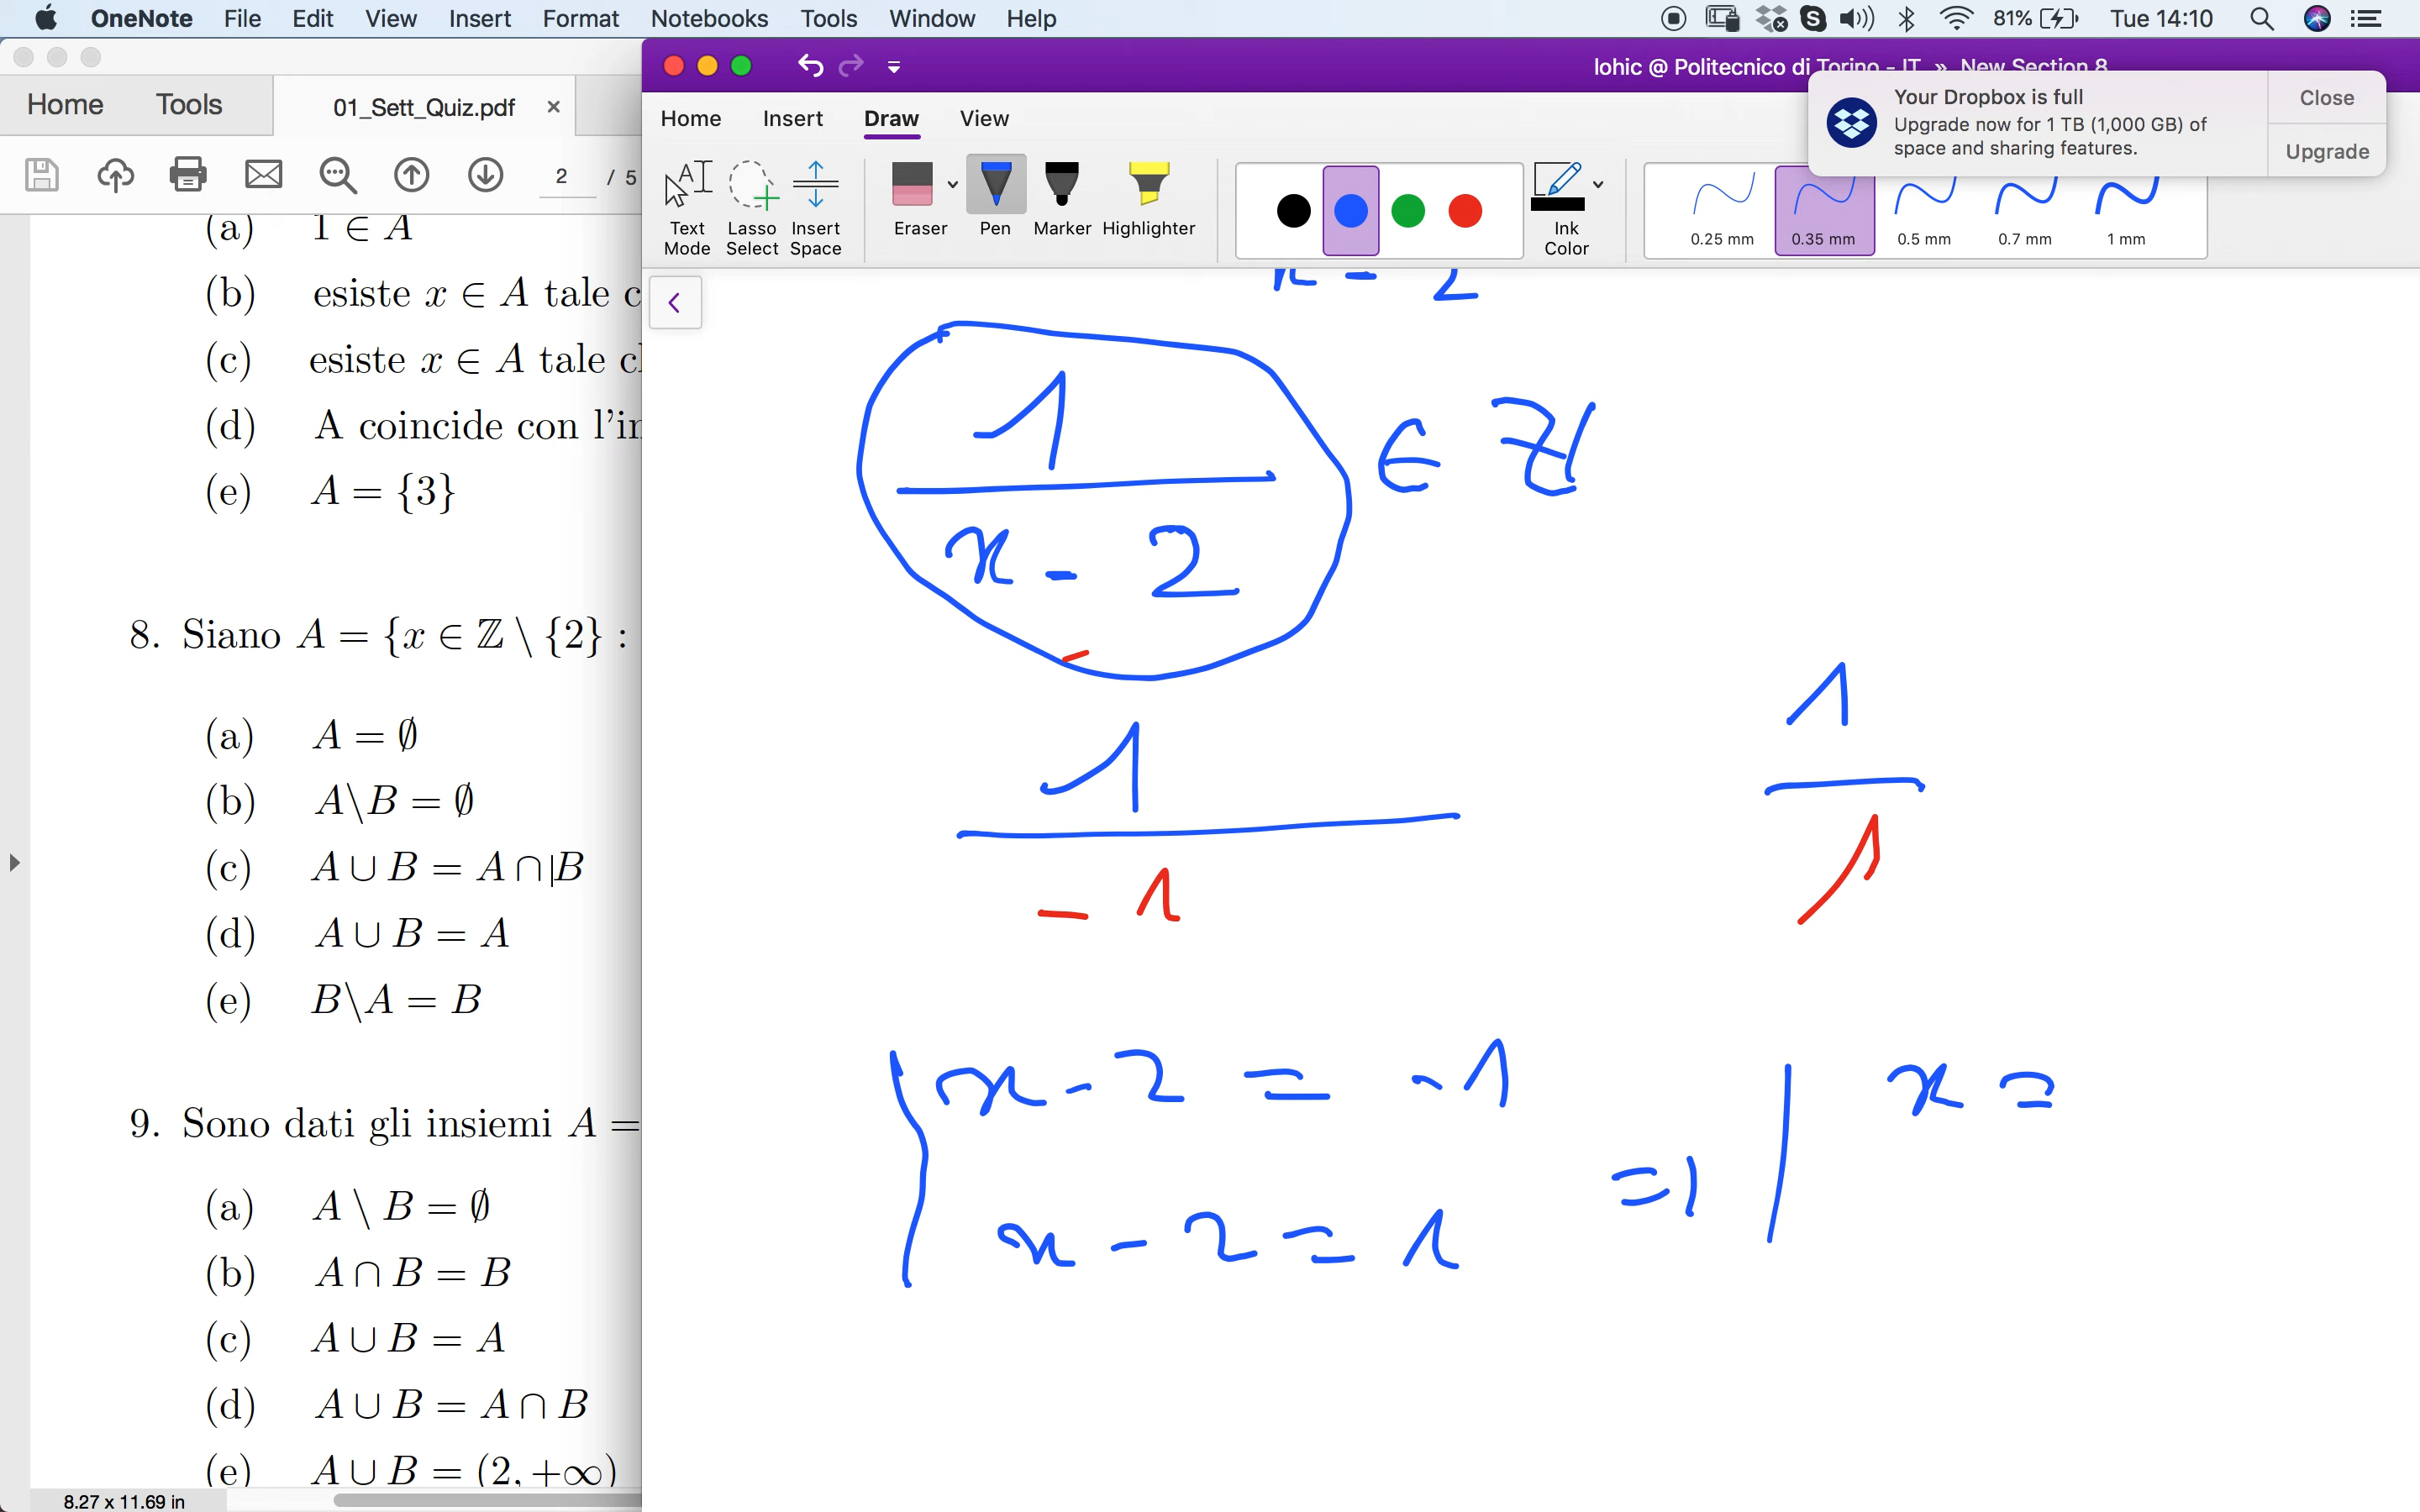 OneNote File Edit View Insert Format Notebooks Tools Window Help 81% Tue 14:10
Home Tools 01_Sett_Quiz.pdf ×
2 / 5
(a) 1 ∈ A
(b) esiste x ∈ A tale
(c) esiste x ∈ A tale
(d) A coincide con
(e) A = {3}
8. Siano A = {x ∈ ℤ \ {2} :
(a) A = ∅
(b) A\B = ∅
(c) A ∪ B = A ∩ B
(d) A ∪ B = A
(e) B\A = B
9. Sono dati gli insiemi A =
(a) A \ B = ∅
(b) A ∩ B = B
(c) A ∪ B = A
(d) A ∪ B = A ∩ B
(e) A ∪ B = (2, +∞)
8.27 x 11.69 in
lohic @ Politecnico di Torino - IT » New Section 8
Your Dropbox is full
Upgrade now for 1 TB (1,000 GB) of
space and sharing features.
Close
Upgrade
Home Insert Draw View
Text Mode
Lasso Select
Insert Space
Eraser
Pen
Marker
Highlighter
Ink Color
0.25 mm 0.35 mm 0.5 mm 0.7 mm 1 mm
x = 2
1
x - 2
∈ ℤ
1
- 1
1
1
x - 2 = -1
x - 2 = 1
x =